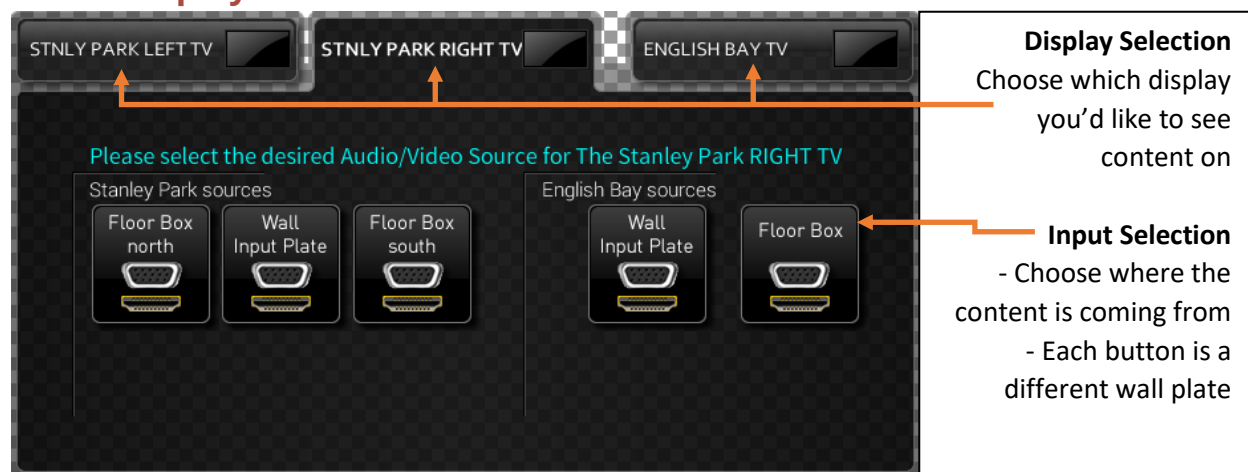 STNLY PARK LEFT TV
STNLY PARK RIGHT TV
ENGLISH BAY TV
Please select the desired Audio/Video Source for The Stanley Park RIGHT TV
Stanley Park sources
Floor Box
north
Wall
Input Plate
Floor Box
south
English Bay sources
Wall
Input Plate
Floor Box
Display Selection
Choose which display
you’d like to see
content on
Input Selection
- Choose where the
content is coming from
- Each button is a
different wall plate